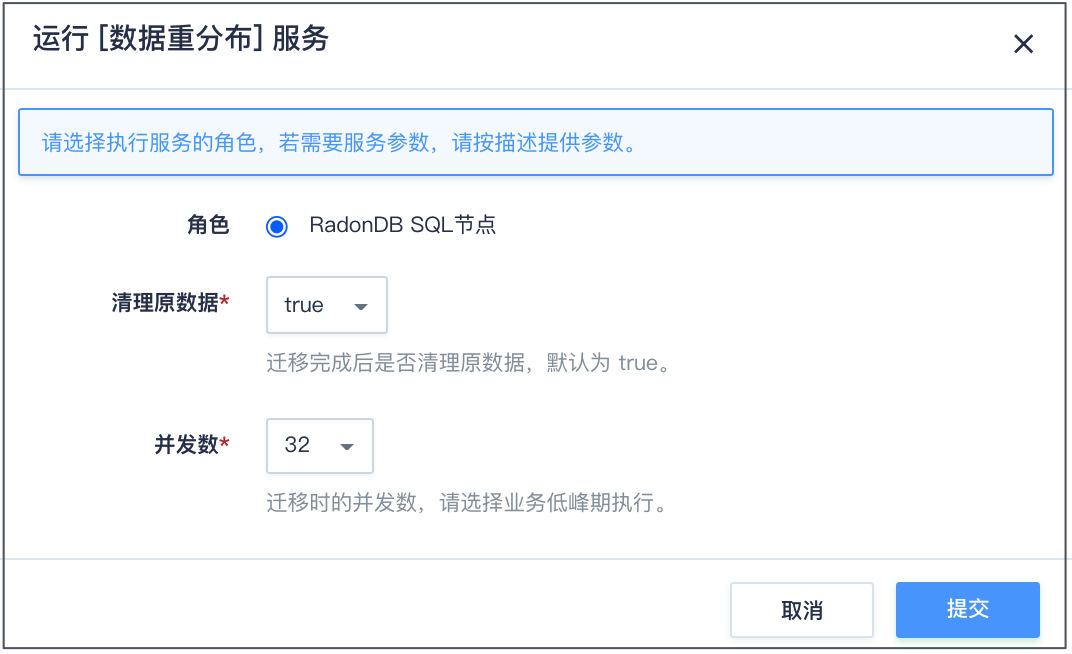 运行 [数据重分布] 服务
请选择执行服务的角色，若需要服务参数，请按描述提供参数。
角色 RadonDB SQL节点
清理原数据* true
迁移完成后是否清理原数据，默认为 true。
并发数* 32
迁移时的并发数，请选择业务低峰期执行。
取消 提交